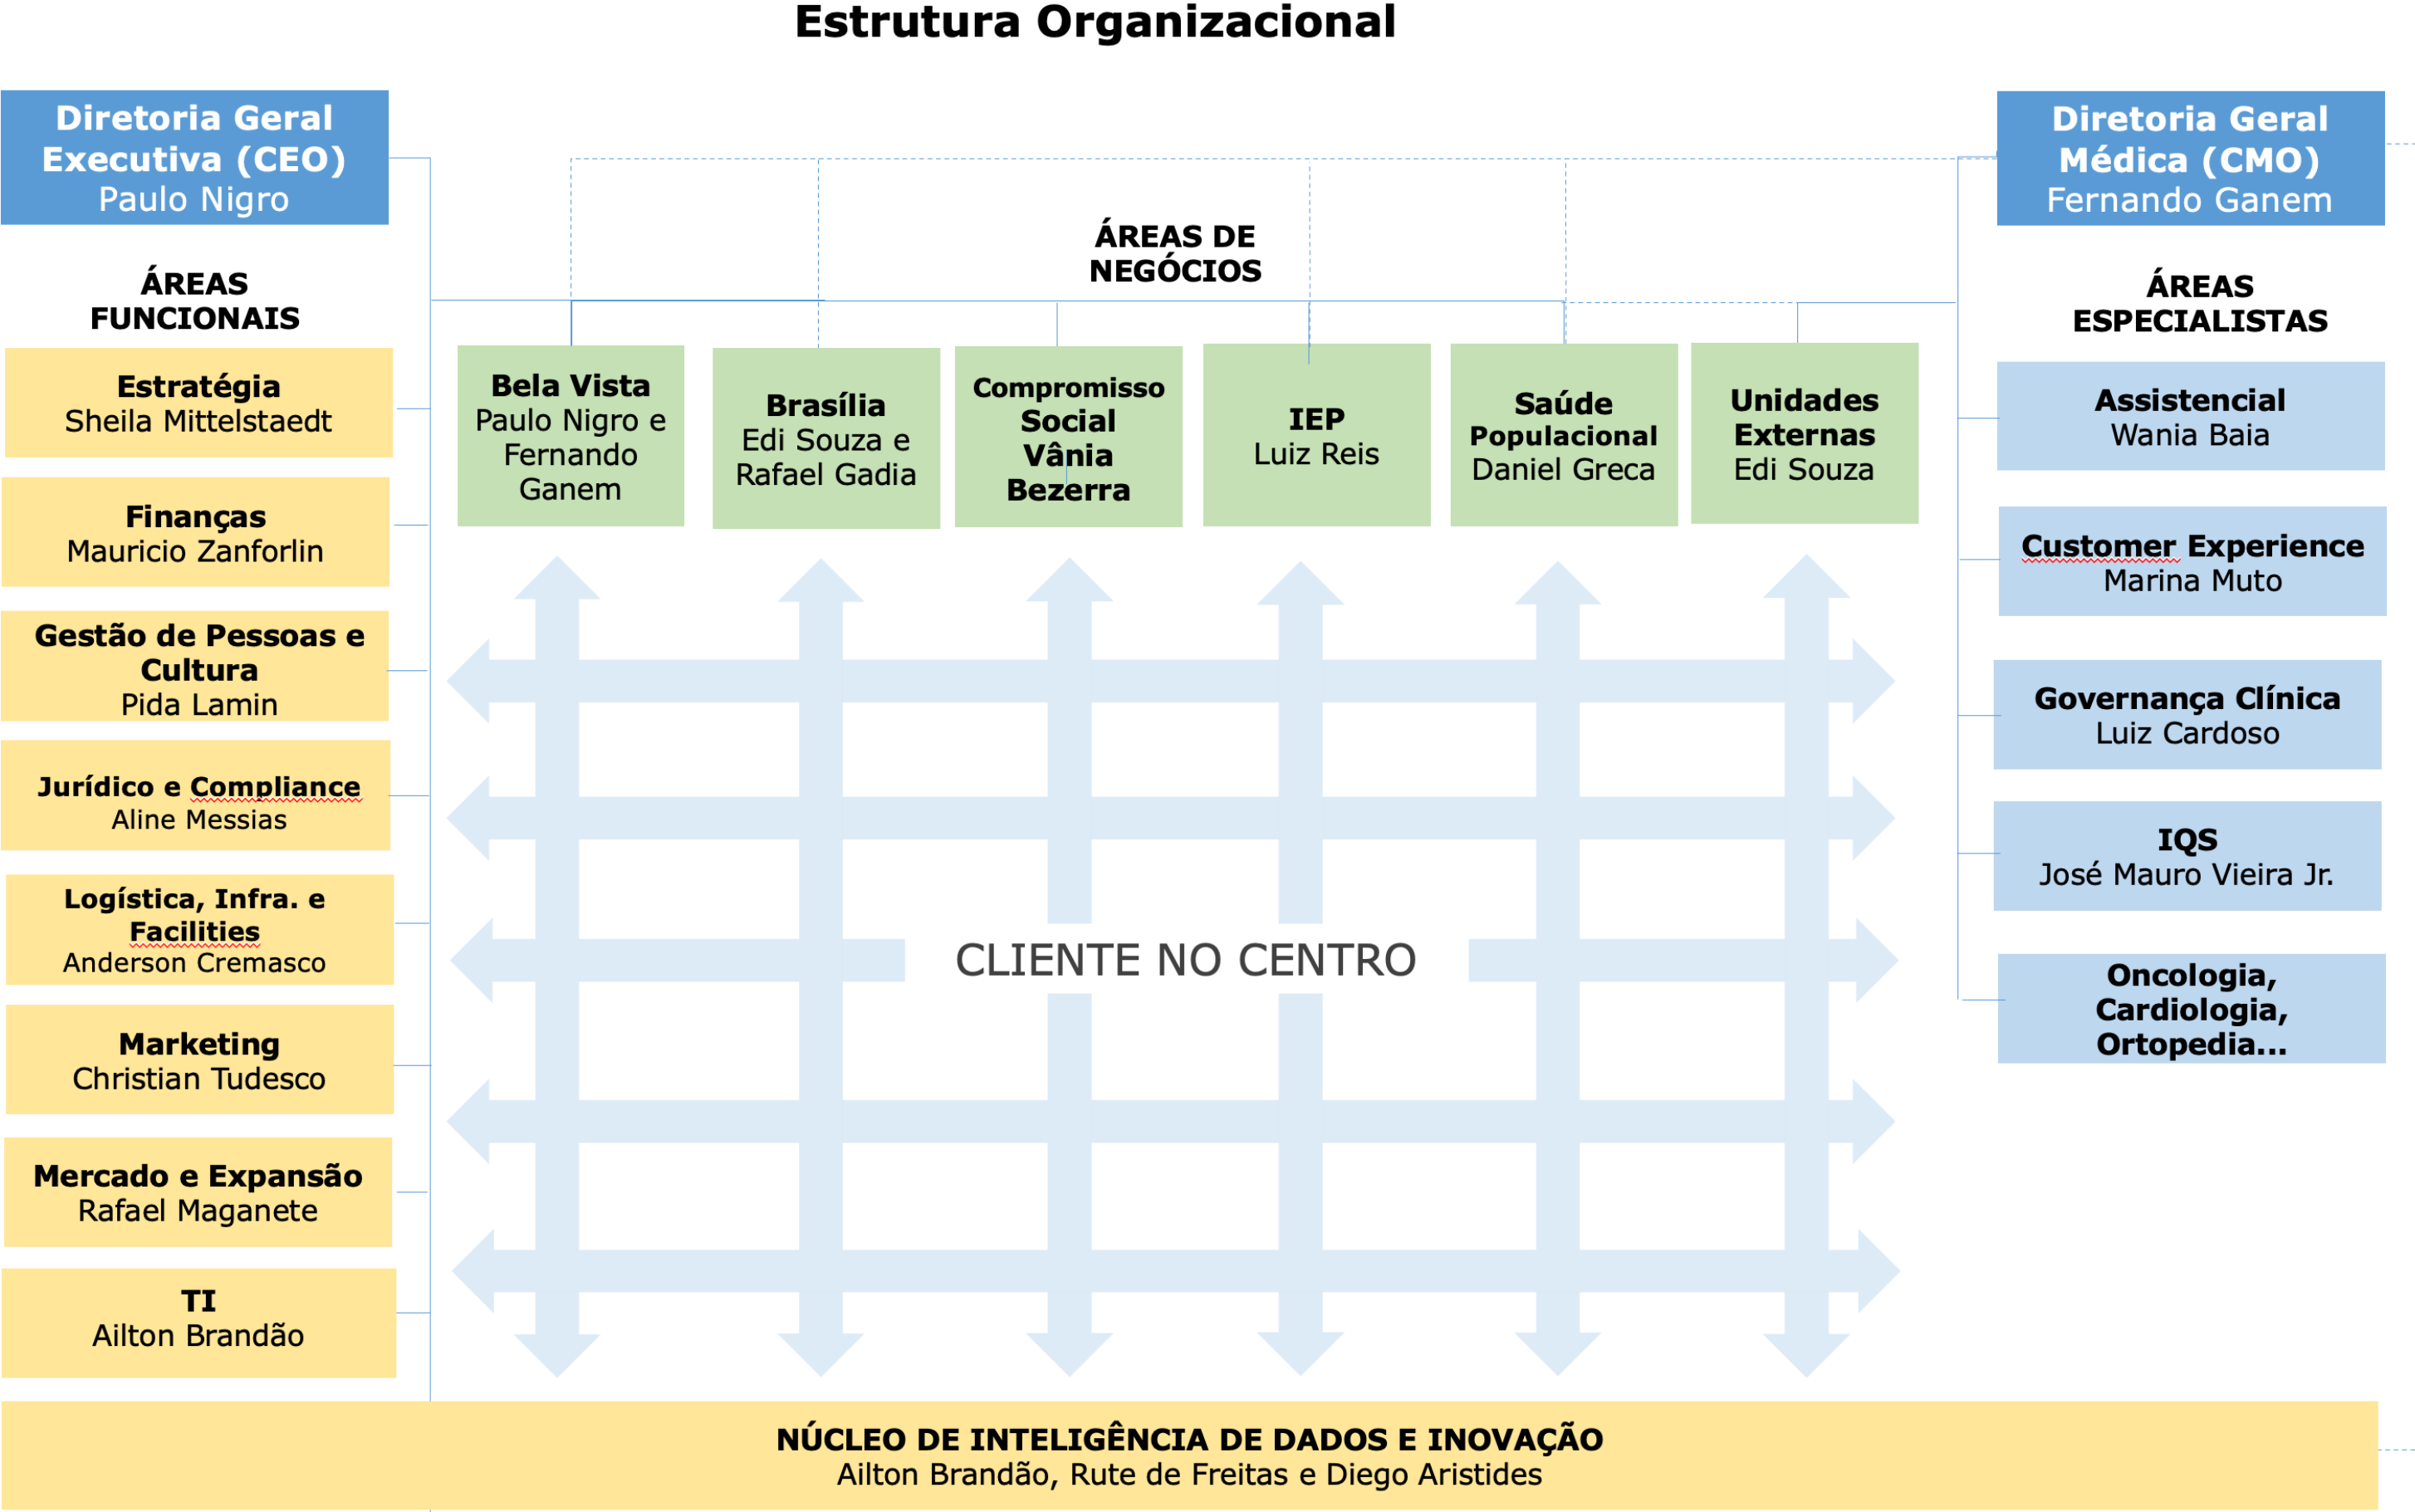 Estrutura Organizacional
Diretoria Geral
Executiva (CEO)
Paulo Nigro
Diretoria Geral
Médica (CMO)
Fernando Ganem
ÁREAS
FUNCIONAIS
Estratégia
Sheila Mittelstaedt
Finanças
Mauricio Zanforlin
Gestão de Pessoas e
Cultura
Pida Lamin
Jurídico e Compliance
Aline Messias
Logística, Infra. e
Facilities
Anderson Cremasco
Marketing
Christian Tudesco
Mercado e Expansão
Rafael Maganete
TI
Ailton Brandão
ÁREAS DE
NEGÓCIOS
Bela Vista
Paulo Nigro e
Fernando
Ganem
Brasília
Edi Souza e
Rafael Gadia
Compromisso
Social
Vânia
Bezerra
IEP
Luiz Reis
Saúde
Populacional
Daniel Greca
Unidades
Externas
Edi Souza
CLIENTE NO CENTRO
ÁREAS
ESPECIALISTAS
Assistencial
Wania Baia
Customer Experience
Marina Muto
Governança Clínica
Luiz Cardoso
IQS
José Mauro Vieira Jr.
Oncologia,
Cardiologia,
Ortopedia...
NÚCLEO DE INTELIGÊNCIA DE DADOS E INOVAÇÃO
Ailton Brandão, Rute de Freitas e Diego Aristides